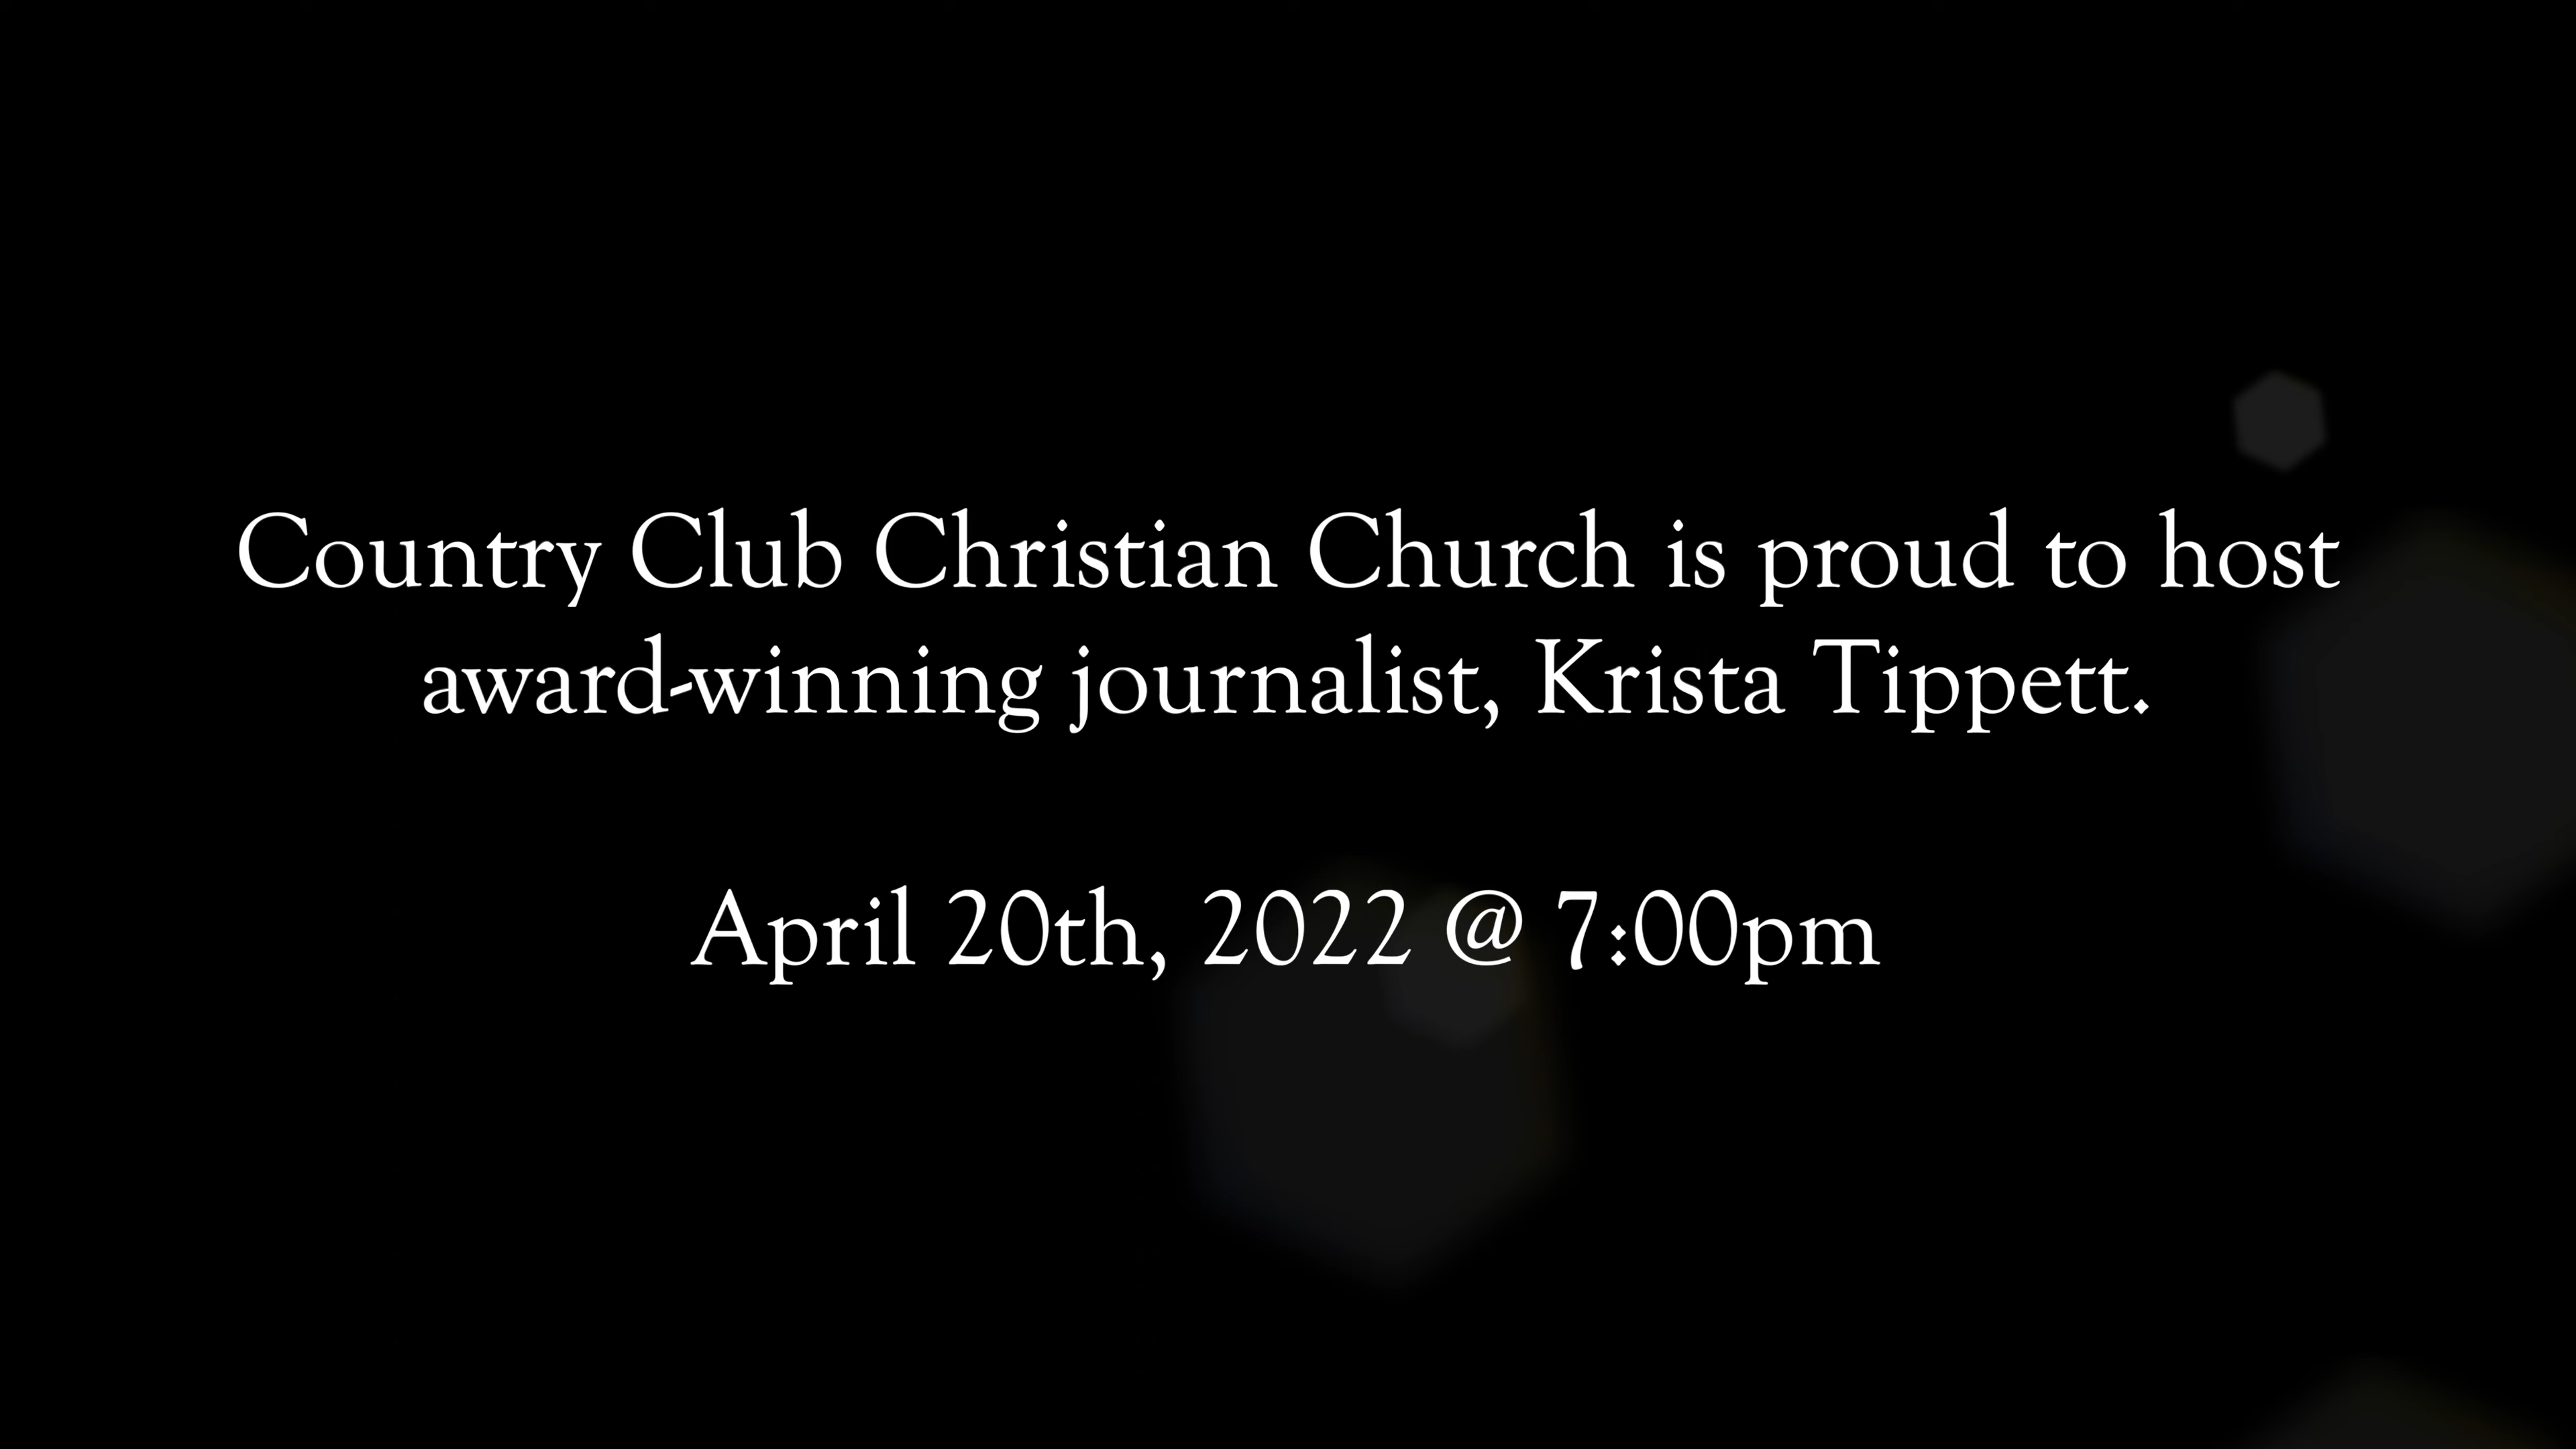 Country Club Christian Church is proud to host
award-winning journalist, Krista Tippett.
April 20th, 2022 @ 7:00pm